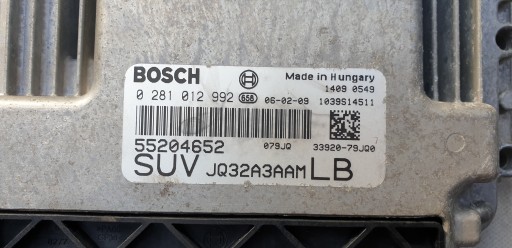 BOSCH Made in Hungary
1409 0549
0 281 012 992 656 06-02-09 1039S14511
55204652 079JQ 33920-79JQ0
SUV JQ32A3AAM LB